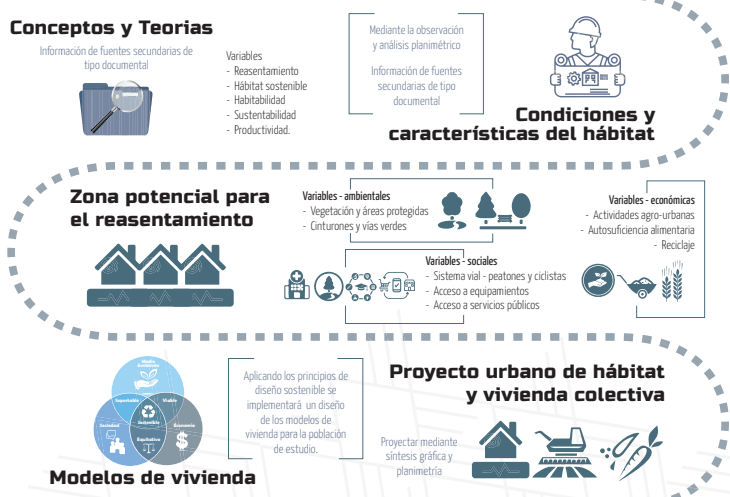 Conceptos y Teorias
Información de fuentes secundarias de
tipo documental
Variables
- Reasentamiento
- Hábitat sostenible
- Habitabilidad
- Sustentabilidad
- Productividad.
Mediante la observación
y análisis planimétrico
Información de fuentes
secundarias de tipo
documental
Condiciones y
características del hábitat
Zona potencial para
el reasentamiento
Variables - ambientales
- Vegetación y áreas protegidas
- Cinturones y vías verdes
Variables - sociales
- Sistema vial - peatones y ciclistas
- Acceso a equipamientos
- Acceso a servicios públicos
Variables - económicas
- Actividades agro-urbanas
- Autosuficiencia alimentaria
- Reciclaje
Medio
Ambiente
Soportable
Viable
Sostenible
Sociedad
Economía
Equitativo
Modelos de vivienda
Aplicando los principios de
diseño sostenible se
implementará un diseño
de los modelos de
vivienda para la población
de estudio.
Proyecto urbano de hábitat
y vivienda colectiva
Proyectar mediante
síntesis gráfica y
planimetría